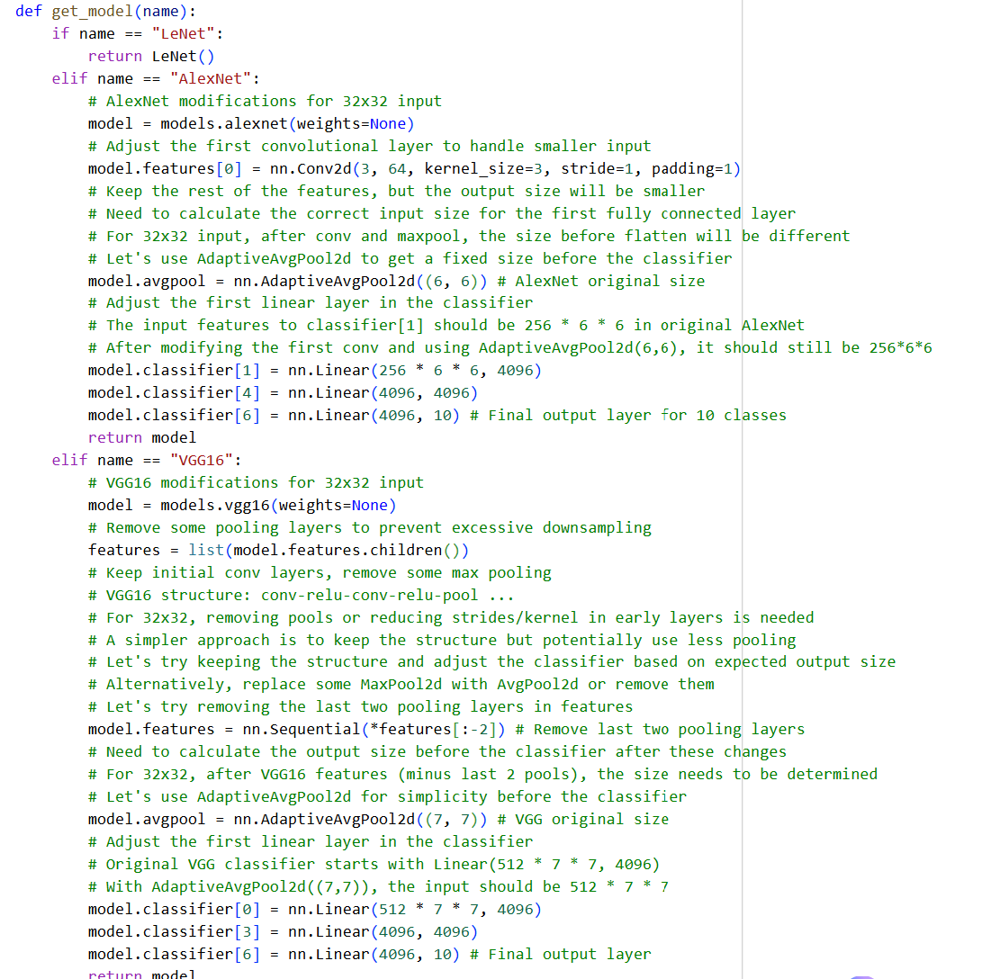 def get_model(name):
    if name == "LeNet":
        return LeNet()
    elif name == "AlexNet":
        # AlexNet modifications for 32x32 input
        model = models.alexnet(weights=None)
        # Adjust the first convolutional layer to handle smaller input
        model.features[0] = nn.Conv2d(3, 64, kernel_size=3, stride=1, padding=1)
        # Keep the rest of the features, but the output size will be smaller
        # Need to calculate the correct input size for the first fully connected layer
        # For 32x32 input, after conv and maxpool, the size before flatten will be different
        # Let's use AdaptiveAvgPool2d to get a fixed size before the classifier
        model.avgpool = nn.AdaptiveAvgPool2d((6, 6)) # AlexNet original size
        # Adjust the first linear layer in the classifier
        # The input features to classifier[1] should be 256 * 6 * 6 in original AlexNet
        # After modifying the first conv and using AdaptiveAvgPool2d(6,6), it should still be 256*6*6
        model.classifier[1] = nn.Linear(256 * 6 * 6, 4096)
        model.classifier[4] = nn.Linear(4096, 4096)
        model.classifier[6] = nn.Linear(4096, 10) # Final output layer for 10 classes
        return model
    elif name == "VGG16":
        # VGG16 modifications for 32x32 input
        model = models.vgg16(weights=None)
        # Remove some pooling layers to prevent excessive downsampling
        features = list(model.features.children())
        # Keep initial conv layers, remove some max pooling
        # VGG16 structure: conv-relu-conv-relu-pool ...
        # For 32x32, removing pools or reducing strides/kernel in early layers is needed
        # A simpler approach is to keep the structure but potentially use less pooling
        # Let's try keeping the structure and adjust the classifier based on expected output size
        # Alternatively, replace some MaxPool2d with AvgPool2d or remove them
        # Let's try removing the last two pooling layers in features
        model.features = nn.Sequential(*features[:-2]) # Remove last two pooling layers
        # Need to calculate the output size before the classifier after these changes
        # For 32x32, after VGG16 features (minus last 2 pools), the size needs to be determined
        # Let's use AdaptiveAvgPool2d for simplicity before the classifier
        model.avgpool = nn.AdaptiveAvgPool2d((7, 7)) # VGG original size
        # Adjust the first linear layer in the classifier
        # Original VGG classifier starts with Linear(512 * 7 * 7, 4096)
        # With AdaptiveAvgPool2d((7,7)), the input should be 512 * 7 * 7
        model.classifier[0] = nn.Linear(512 * 7 * 7, 4096)
        model.classifier[3] = nn.Linear(4096, 4096)
        model.classifier[6] = nn.Linear(4096, 10) # Final output layer
        return model